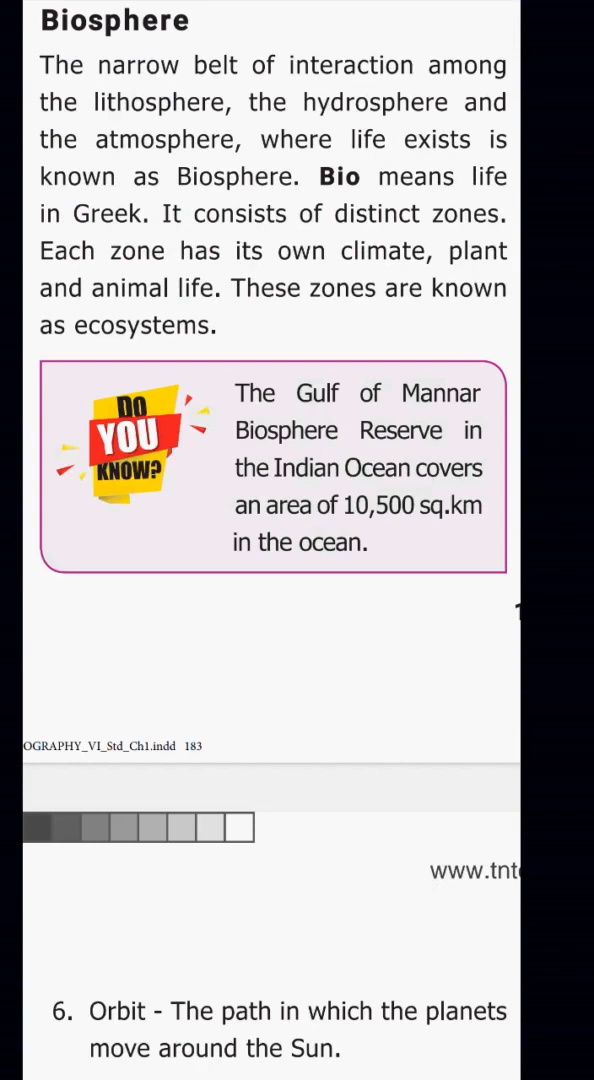 Biosphere
The narrow belt of interaction among
the lithosphere, the hydrosphere and
the atmosphere, where life exists is
known as Biosphere. Bio means life
in Greek. It consists of distinct zones.
Each zone has its own climate, plant
and animal life. These zones are known
as ecosystems.
DO
YOU
KNOW?
The Gulf of Mannar
Biosphere Reserve in
the Indian Ocean covers
an area of 10,500 sq.km
in the ocean.
OGRAPHY_VI_Std_Ch1.indd 183
www.tnt
6. Orbit - The path in which the planets
move around the Sun.